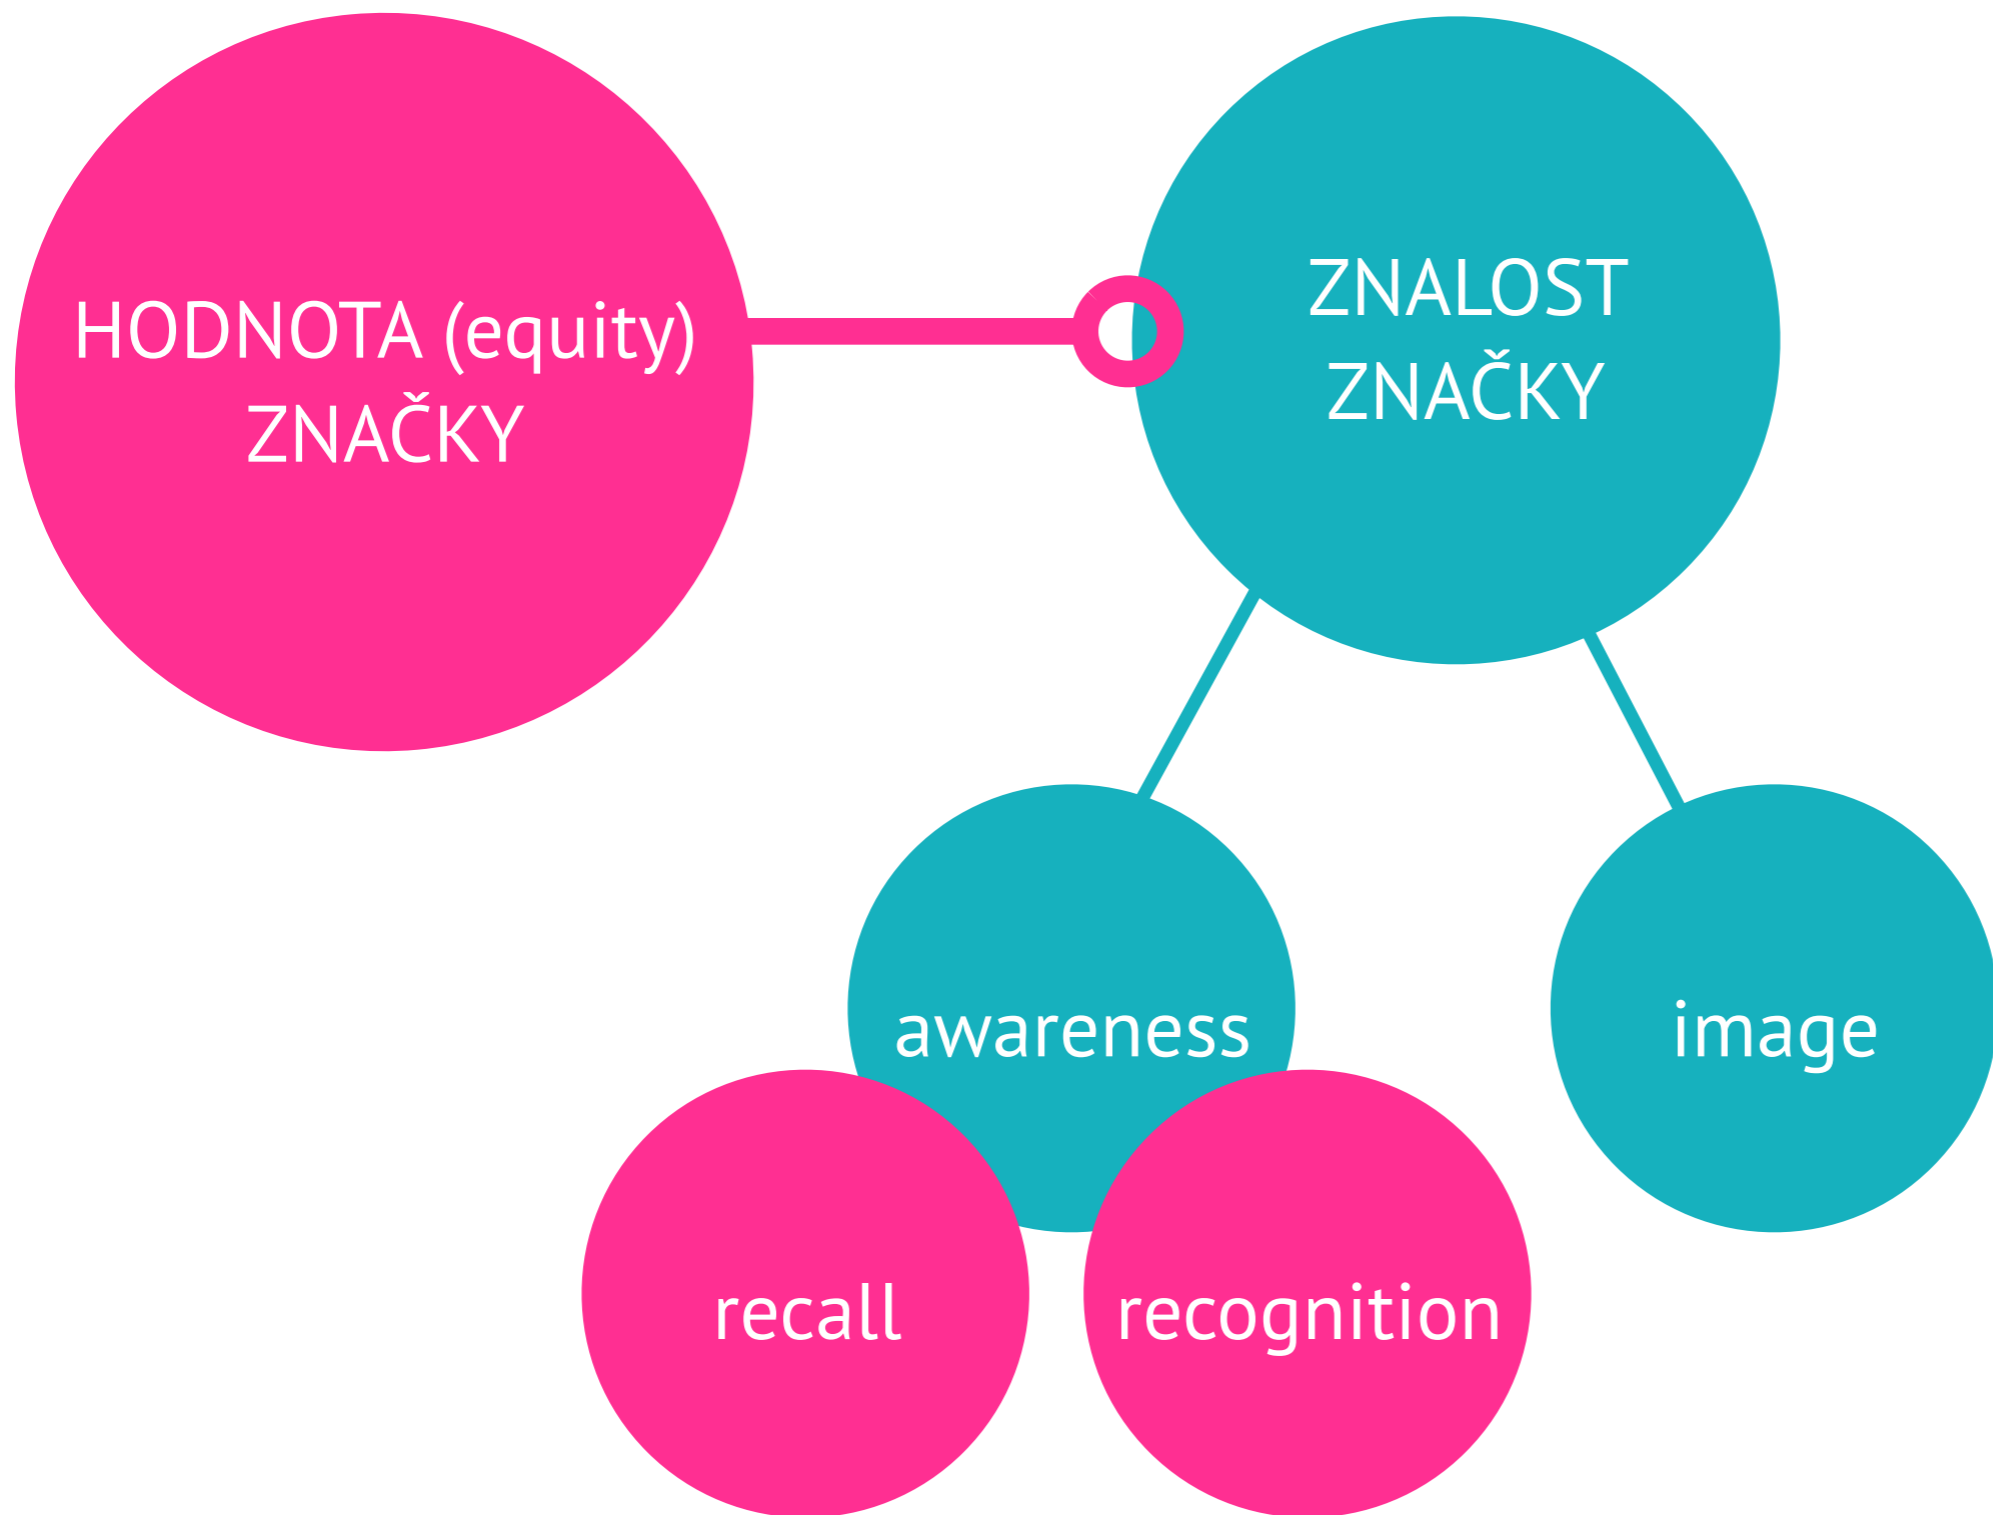 HODNOTA (equity)
ZNAČKY
ZNALOST
ZNAČKY
awareness
image
recall
recognition